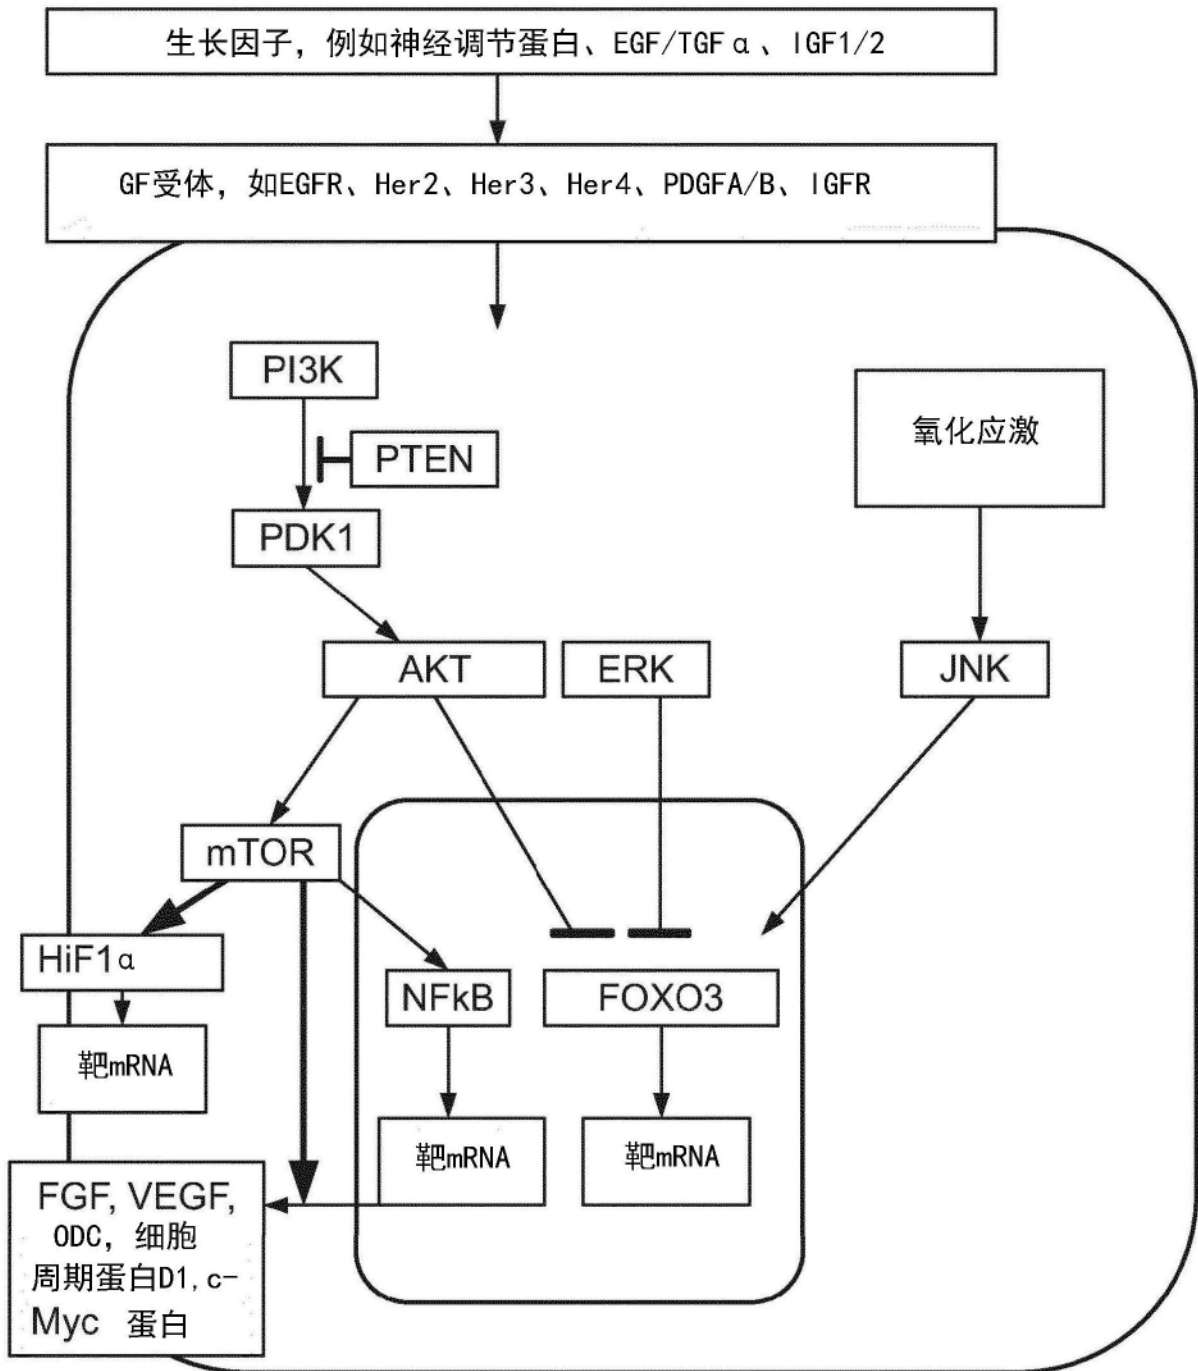 生长因子，例如神经调节蛋白、EGF/TGFα、IGF1/2
GF受体，如EGFR、Her2、Her3、Her4、PDGFA/B、IGFR
PI3K
PTEN
氧化应激
PDK1
AKT
ERK
JNK
mTOR
HiF1α
NFkB
FOXO3
靶mRNA
靶mRNA
靶mRNA
FGF, VEGF,
ODC，细胞
周期蛋白D1,c-
Myc 蛋白